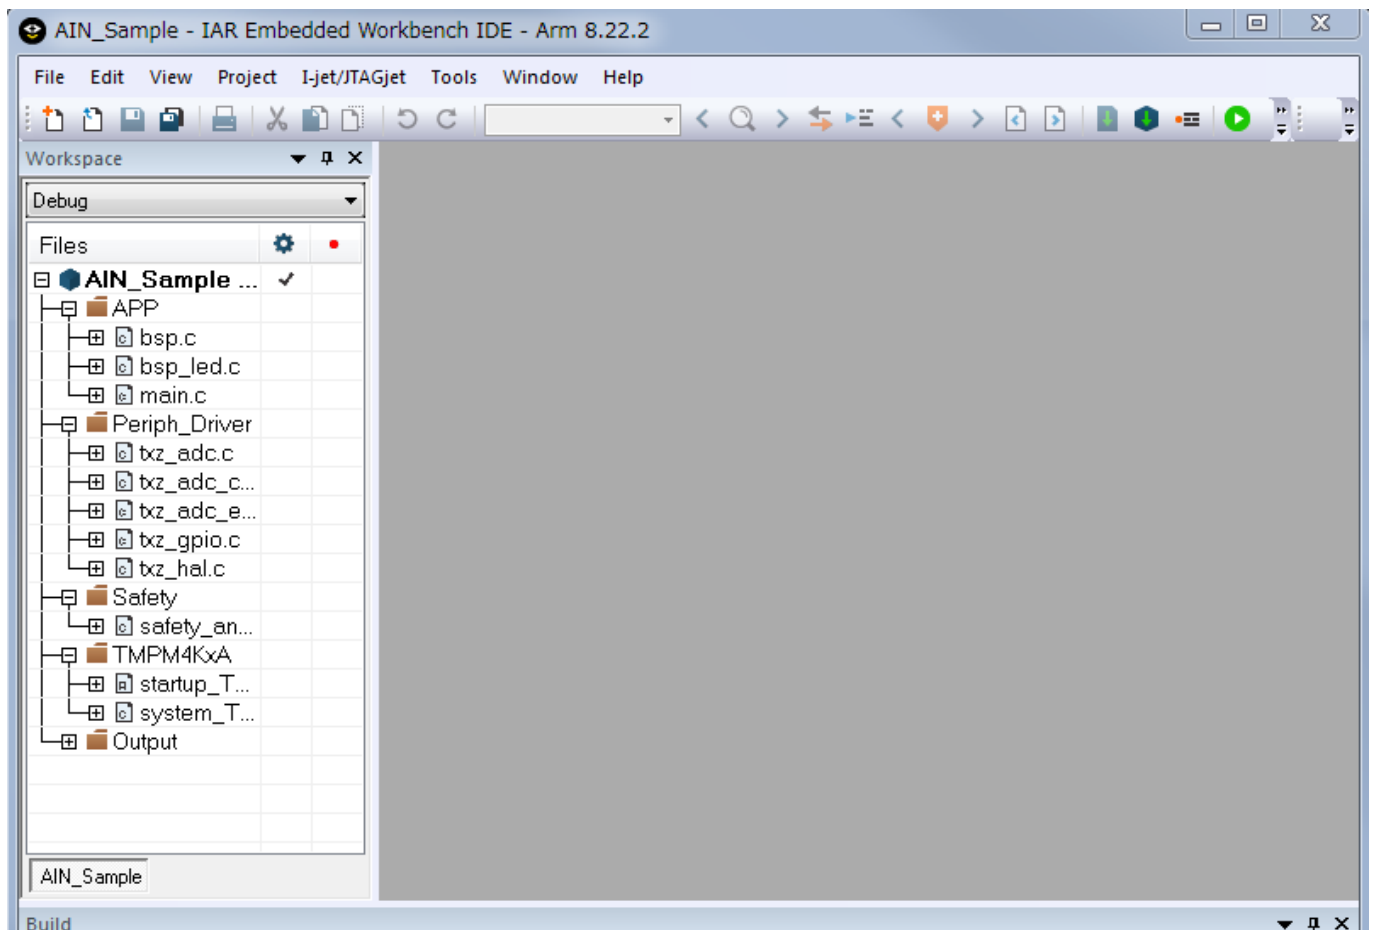 AIN_Sample - IAR Embedded Workbench IDE - Arm 8.22.2
File Edit View Project I-jet/JTAGjet Tools Window Help
Workspace
Debug
Files
AIN_Sample ...
APP
bsp.c
bsp_led.c
main.c
Periph_Driver
txz_adc.c
txz_adc_c...
txz_adc_e...
txz_gpio.c
txz_hal.c
Safety
safety_an...
TMPM4KxA
startup_T...
system_T...
Output
AIN_Sample
Build